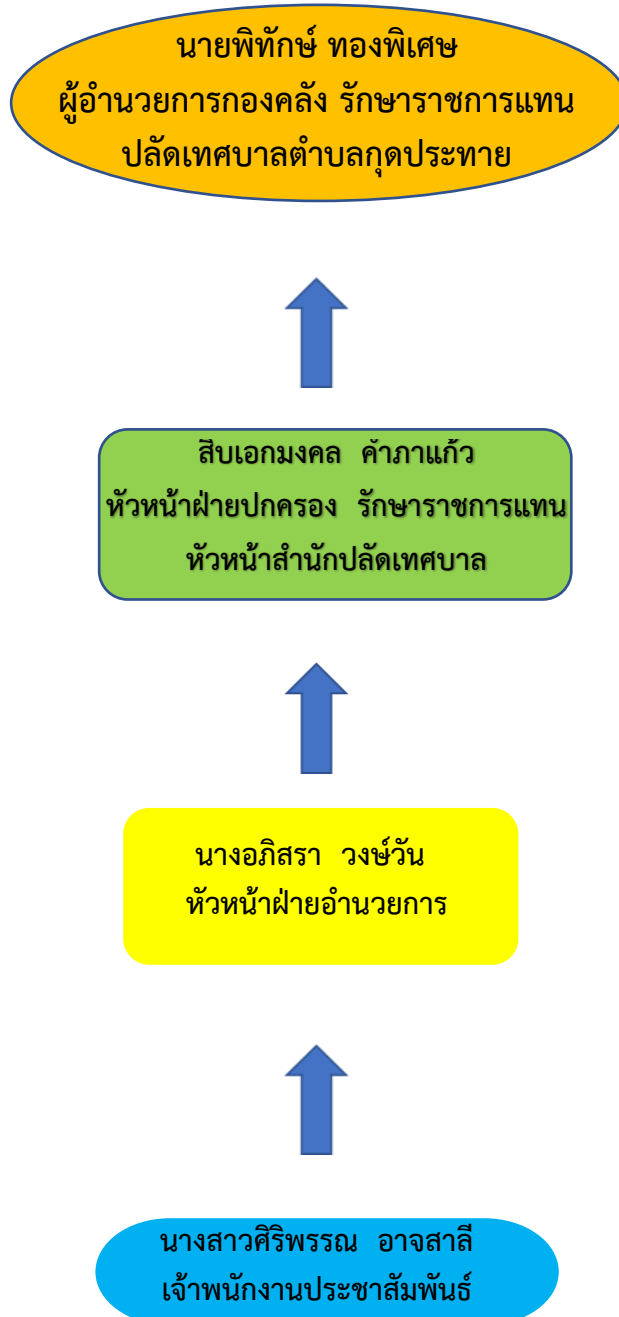 นายพิทักษ์ ทองพิเศษ
ผู้อำนวยการกองคลัง รักษาราชการแทน
ปลัดเทศบาลตำบลกุดประทาย
สิบเอกมงคล คำภาแก้ว
หัวหน้าฝ่ายปกครอง รักษาราชการแทน
หัวหน้าสำนักปลัดเทศบาล
นางอภิสรา วงษ์วัน
หัวหน้าฝ่ายอำนวยการ
นางสาวศิริพรรณ อาจสาลี
เจ้าพนักงานประชาสัมพันธ์